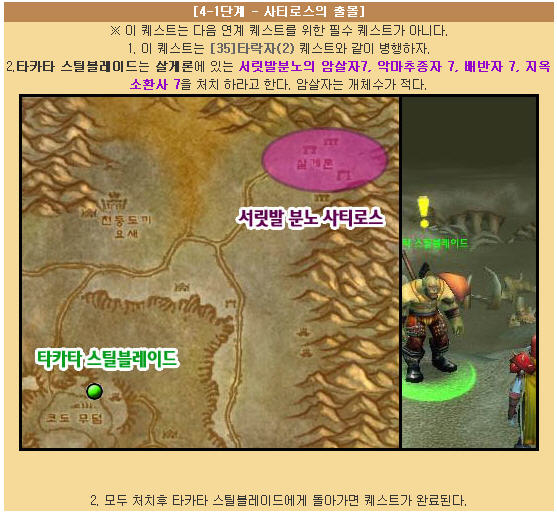 [4-1단계 - 사티로스의 출몰]
※ 이 퀘스트는 다음 연계 퀘스트를 위한 필수 퀘스트가 아니다.
1. 이 퀘스트는 [35]타락자(2) 퀘스트와 같이 병행하자.
2.타카타 스틸블레이드는 살게론에 있는 서릿발분노의 암살자7, 악마추종자 7, 배반자 7, 지옥
소환사 7을 처치 하라고 한다. 암살자는 개체수가 적다.
살게론
천둥도끼
요새
서릿발 분노 사티로스
스틸블레이드
타카타 스틸블레이드
코도 무덤
2. 모두 처치후 타카타 스틸블레이드에게 돌아가면 퀘스트가 완료된다.